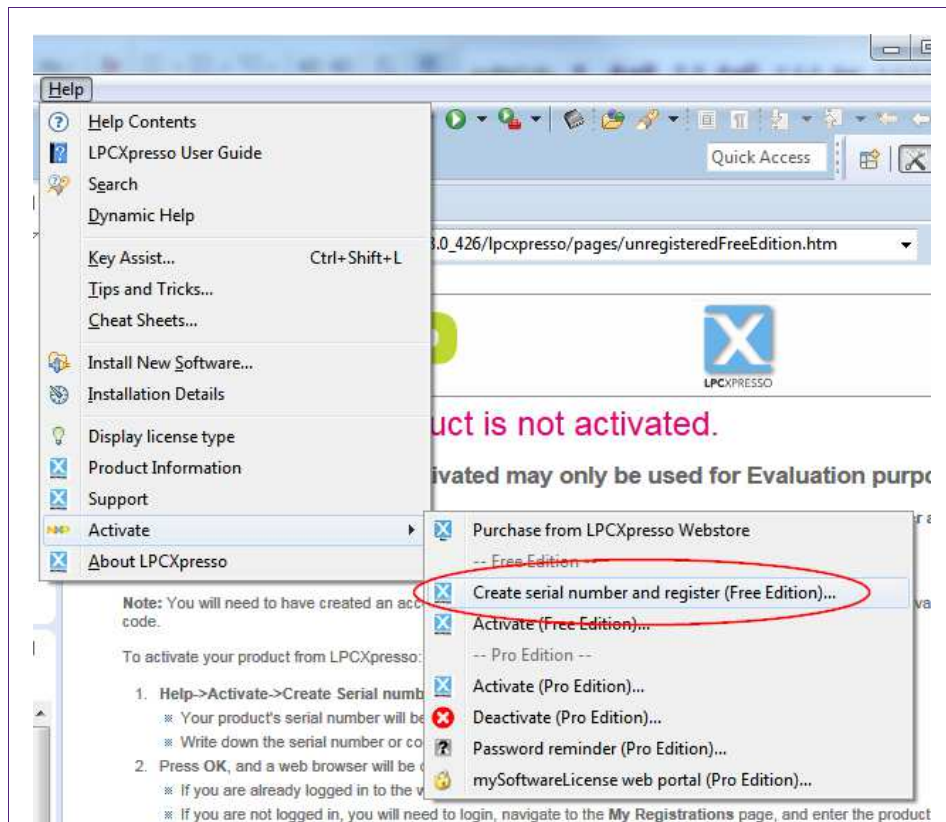 Help
Help Contents
LPCXpresso User Guide
Search
Dynamic Help
Key Assist... Ctrl+Shift+L
Tips and Tricks...
Cheat Sheets...
Install New Software...
Installation Details
Display license type
Product Information
Support
Activate
About LPCXpresso
Quick Access
.0_426/lpcxpresso/pages/unregisteredFreeEdition.htm
LPCXPRESSO
uct is not activated.
ivated may only be used for Evaluation purpo
Purchase from LPCXpresso Webstore
-- Free Edition --
Create serial number and register (Free Edition)...
Activate (Free Edition)...
-- Pro Edition --
Activate (Pro Edition)...
Deactivate (Pro Edition)...
Password reminder (Pro Edition)...
mySoftwareLicense web portal (Pro Edition)...
Note: You will need to have created an acc
code.
To activate your product from LPCXpresso:
1. Help->Activate->Create Serial numb
Your product's serial number will be
Write down the serial number or co
2. Press OK, and a web browser will be
If you are already logged in to the w
If you are not logged in, you will need to login, navigate to the My Registrations page, and enter the product